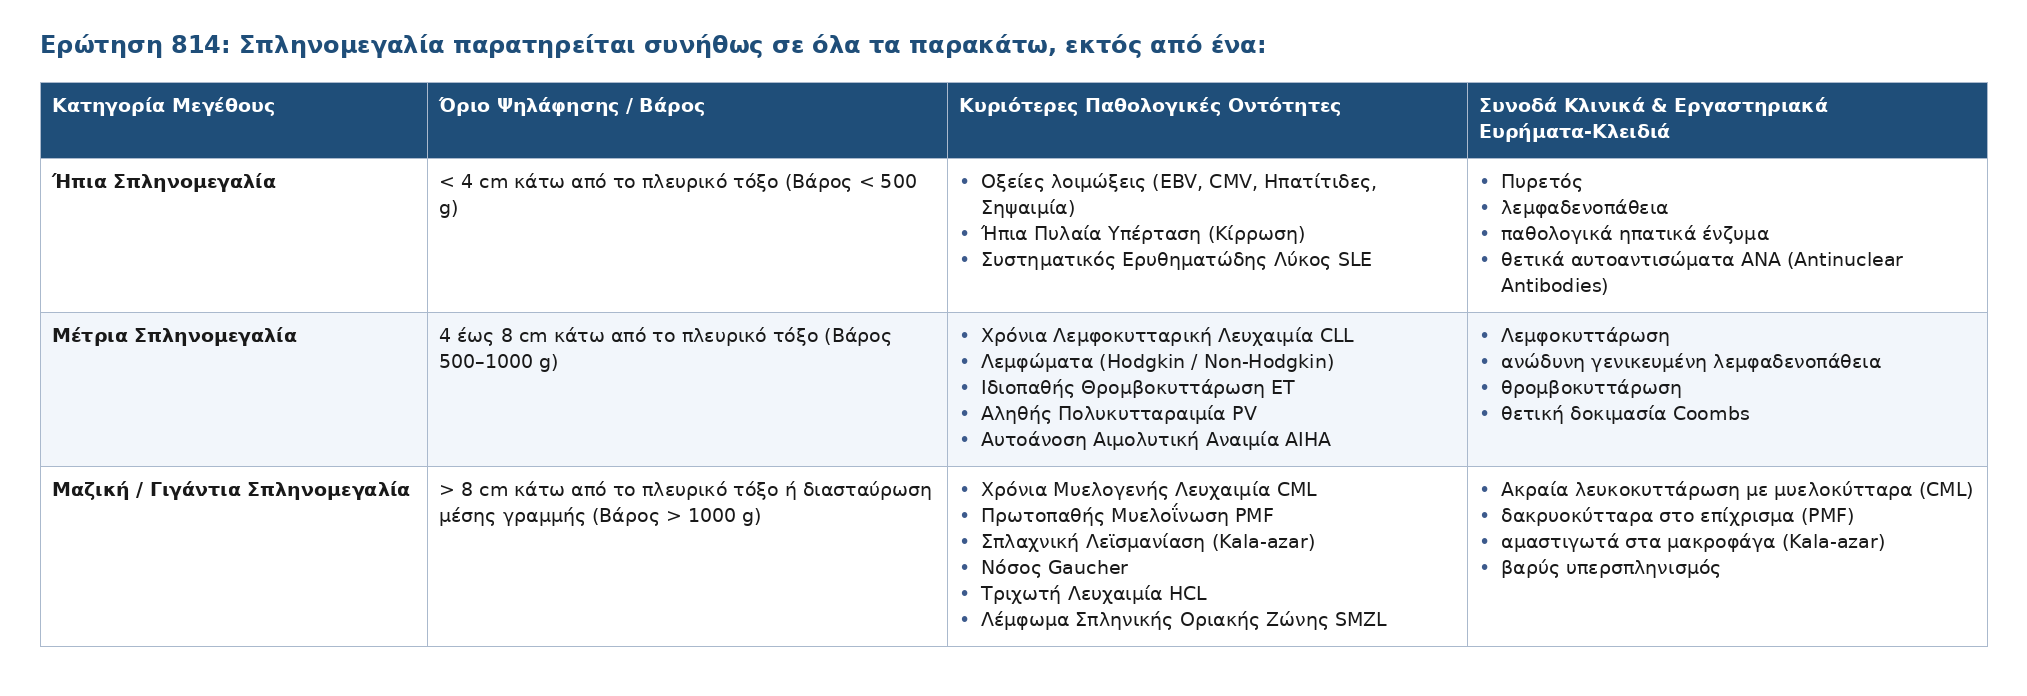 Ερώτηση 814: Σπληνομεγαλία παρατηρείται συνήθως σε όλα τα παρακάτω, εκτός από ένα:
Κατηγορία Μεγέθους
Όριο Ψηλάφησης / Βάρος
Κυριότερες Παθολογικές Οντότητες
Συνοδά Κλινικά & Εργαστηριακά
Ευρήματα-Κλειδιά
Ήπια Σπληνομεγαλία
< 4 cm κάτω από το πλευρικό τόξο (Βάρος < 500
g)
• Οξείες λοιμώξεις (EBV, CMV, Ηπατίτιδες,
Σηψαιμία)
• Ήπια Πυλαία Υπέρταση (Κίρρωση)
• Συστηματικός Ερυθηματώδης Λύκος SLE
• Πυρετός
• λεμφαδενοπάθεια
• παθολογικά ηπατικά ένζυμα
• θετικά αυτοαντισώματα ANA (Antinuclear
Antibodies)
Μέτρια Σπληνομεγαλία
4 έως 8 cm κάτω από το πλευρικό τόξο (Βάρος
500–1000 g)
• Χρόνια Λεμφοκυτταρική Λευχαιμία CLL
• Λεμφώματα (Hodgkin / Non-Hodgkin)
• Ιδιοπαθής Θρομβοκυττάρωση ET
• Αληθής Πολυκυτταραιμία PV
• Αυτοάνοση Αιμολυτική Αναιμία AIHA
• Λεμφοκυττάρωση
• ανώδυνη γενικευμένη λεμφαδενοπάθεια
• θρομβοκυττάρωση
• θετική δοκιμασία Coombs
Μαζική / Γιγάντια Σπληνομεγαλία
> 8 cm κάτω από το πλευρικό τόξο ή διασταύρωση
μέσης γραμμής (Βάρος > 1000 g)
• Χρόνια Μυελογενής Λευχαιμία CML
• Πρωτοπαθής Μυελοΐνωση PMF
• Σπλαχνική Λεϊσμανίαση (Kala-azar)
• Νόσος Gaucher
• Τριχωτή Λευχαιμία HCL
• Λέμφωμα Σπληνικής Οριακής Ζώνης SMZL
• Ακραία λευκοκυττάρωση με μυελοκύτταρα (CML)
• δακρυοκύτταρα στο επίχρισμα (PMF)
• αμαστιγωτά στα μακροφάγα (Kala-azar)
• βαρύς υπερσπληνισμός